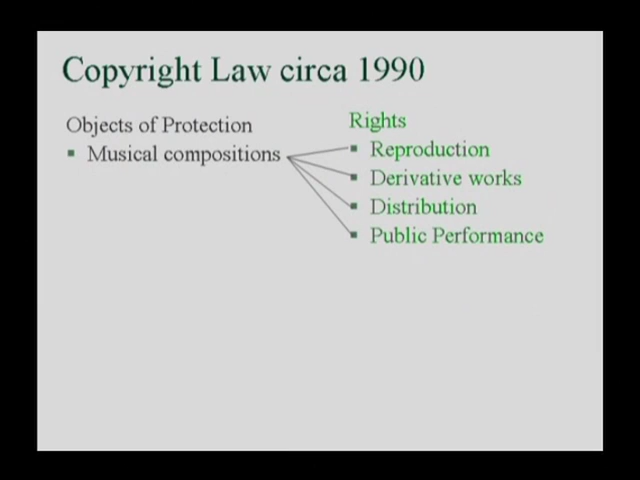 Copyright Law circa 1990
Objects of Protection
▪ Musical compositions
Rights
▪ Reproduction
▪ Derivative works
▪ Distribution
▪ Public Performance